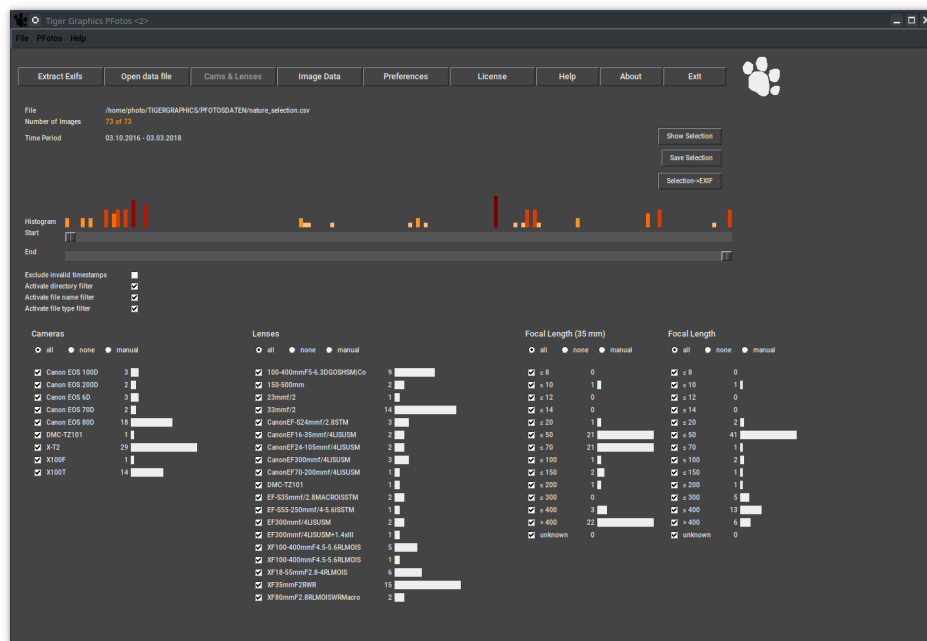 Tiger Graphics PFotos <2>
File PFotos Help
Extract Exifs Open data file Cams & Lenses Image Data Preferences License Help About Exit
File /home/photo/TIGERGRAPHICS/PFOTOSDATEN/nature_selection.csv
Number of Images 73 of 73
Time Period 03.10.2016 - 03.03.2018
Show Selection
Save Selection
Selection->EXIF
Histogram
Start
End
Exclude invalid timestamps
Activate directory filter
Activate file name filter
Activate file type filter
Cameras Lenses Focal Length (35 mm) Focal Length
all none manual all none manual all none manual all none manual
Canon EOS 100D 3 100-400mmF5-6.3DGOSHSM|Co 9 ≤ 8 0 ≤ 8 0
Canon EOS 200D 2 150-500mm 2 ≤ 10 1 ≤ 10 1
Canon EOS 6D 3 23mmf/2 1 ≤ 12 0 ≤ 12 0
Canon EOS 70D 2 33mmf/2 14 ≤ 14 0 ≤ 14 0
Canon EOS 80D 18 CanonEF-S24mmf/2.8STM 3 ≤ 20 1 ≤ 20 2
DMC-TZ101 1 CanonEF16-35mmf/4LISUSM 2 ≤ 50 21 ≤ 50 41
X-T2 29 CanonEF24-105mmf/4LISUSM 2 ≤ 70 21 ≤ 70 1
X100F 1 CanonEF300mmf/4LISUSM 3 ≤ 100 1 ≤ 100 2
X100T 14 CanonEF70-200mmf/4LISUSM 1 ≤ 150 2 ≤ 150 1
DMC-TZ101 1 ≤ 200 1 ≤ 200 1
EF-S35mmf/2.8MACROISSTM 2 ≤ 300 0 ≤ 300 5
EF-S55-250mmf/4-5.6ISSTM 1 ≤ 400 3 ≤ 400 13
EF300mmf/4LISUSM 2 > 400 22 > 400 6
EF300mmf/4LISUSM+1.4xIII 1 unknown 0 unknown 0
XF100-400mmF4.5-5.6RLMOIS 5
XF100-400mmF4.5-5.6RLMOIS 1
XF18-55mmF2.8-4RLMOIS 6
XF35mmF2RWR 15
XF80mmF2.8RLMOISWRMacro 2